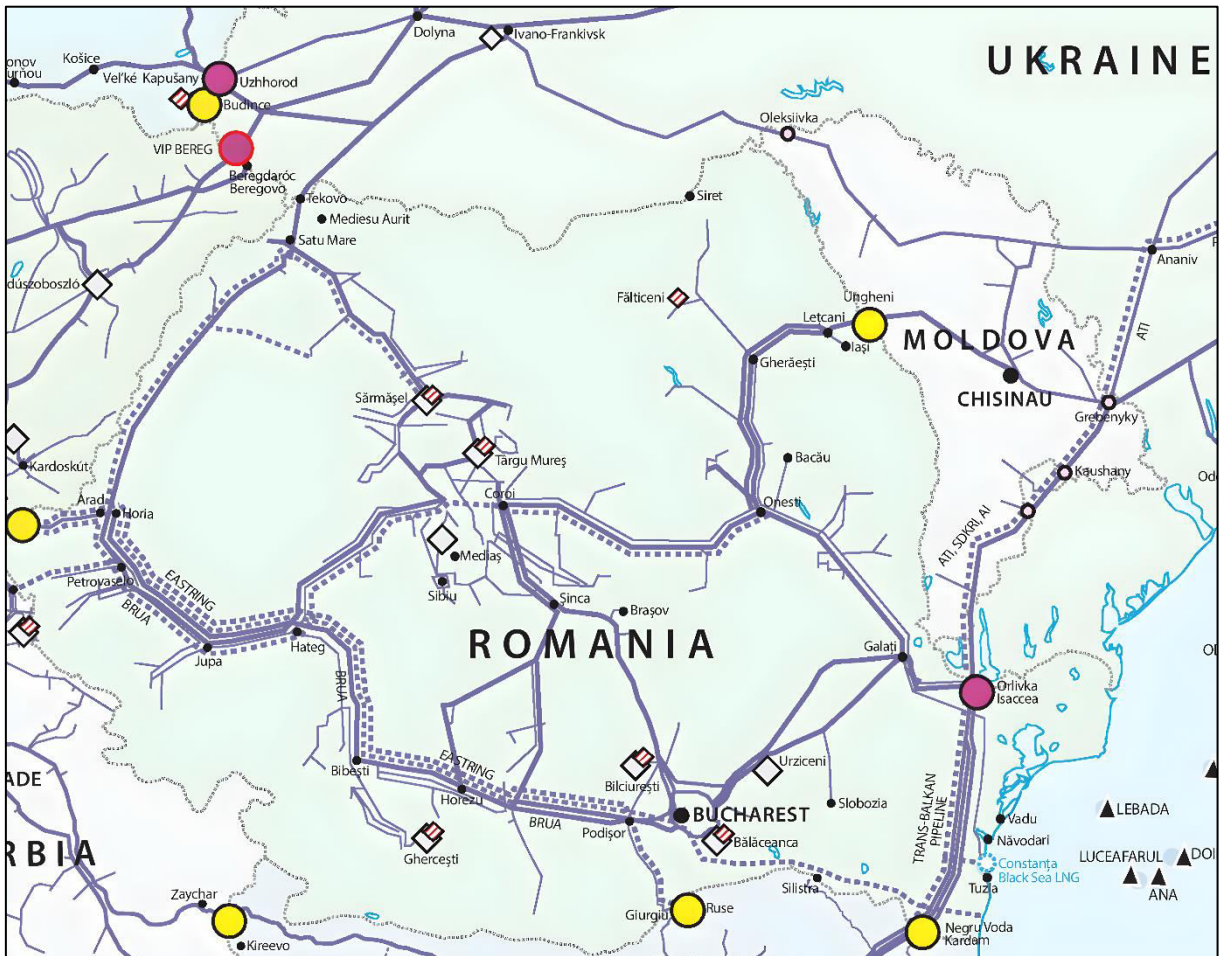 Dolyna
Ivano-Frankivsk
UKRAINE
Košice
Veľké Kapušany
Uzhhorod
Budince
Oleksiivka
VIP BEREG
Beregdaróc
Beregovo
Tekovo
Siret
Mediesu Aurit
Satu Mare
Ananiv
Fălticeni
Ungheni
ATI
Lețcani
Iași
MOLDOVA
Gherăești
CHISINAU
Sărmășel
Grebenyky
Târgu Mureș
Bacău
Kardoskút
Kaushany
Arad
Horia
Coroi
Onesti
ATI, SDKRI, AI
Mediaș
Petrovaselo
EASTRING
BRUA
Sibiu
Sinca
Brașov
ROMANIA
Jupa
Hateg
Galați
BRUA
Orlivka
Isaccea
EASTRING
Bibești
Urziceni
Bilciurești
Horezu
Slobozia
LEBADA
BRUA
BUCHAREST
Podișor
TRANS-BALKAN
PIPELINE
Vadu
Năvodari
Ghercești
Bălăceanca
LUCEAFARUL
Constanța
Black Sea LNG
Silistra
Tuzla
ANA
Zaychar
Giurgiu
Ruse
Negru Voda
Kardam
Kireevo